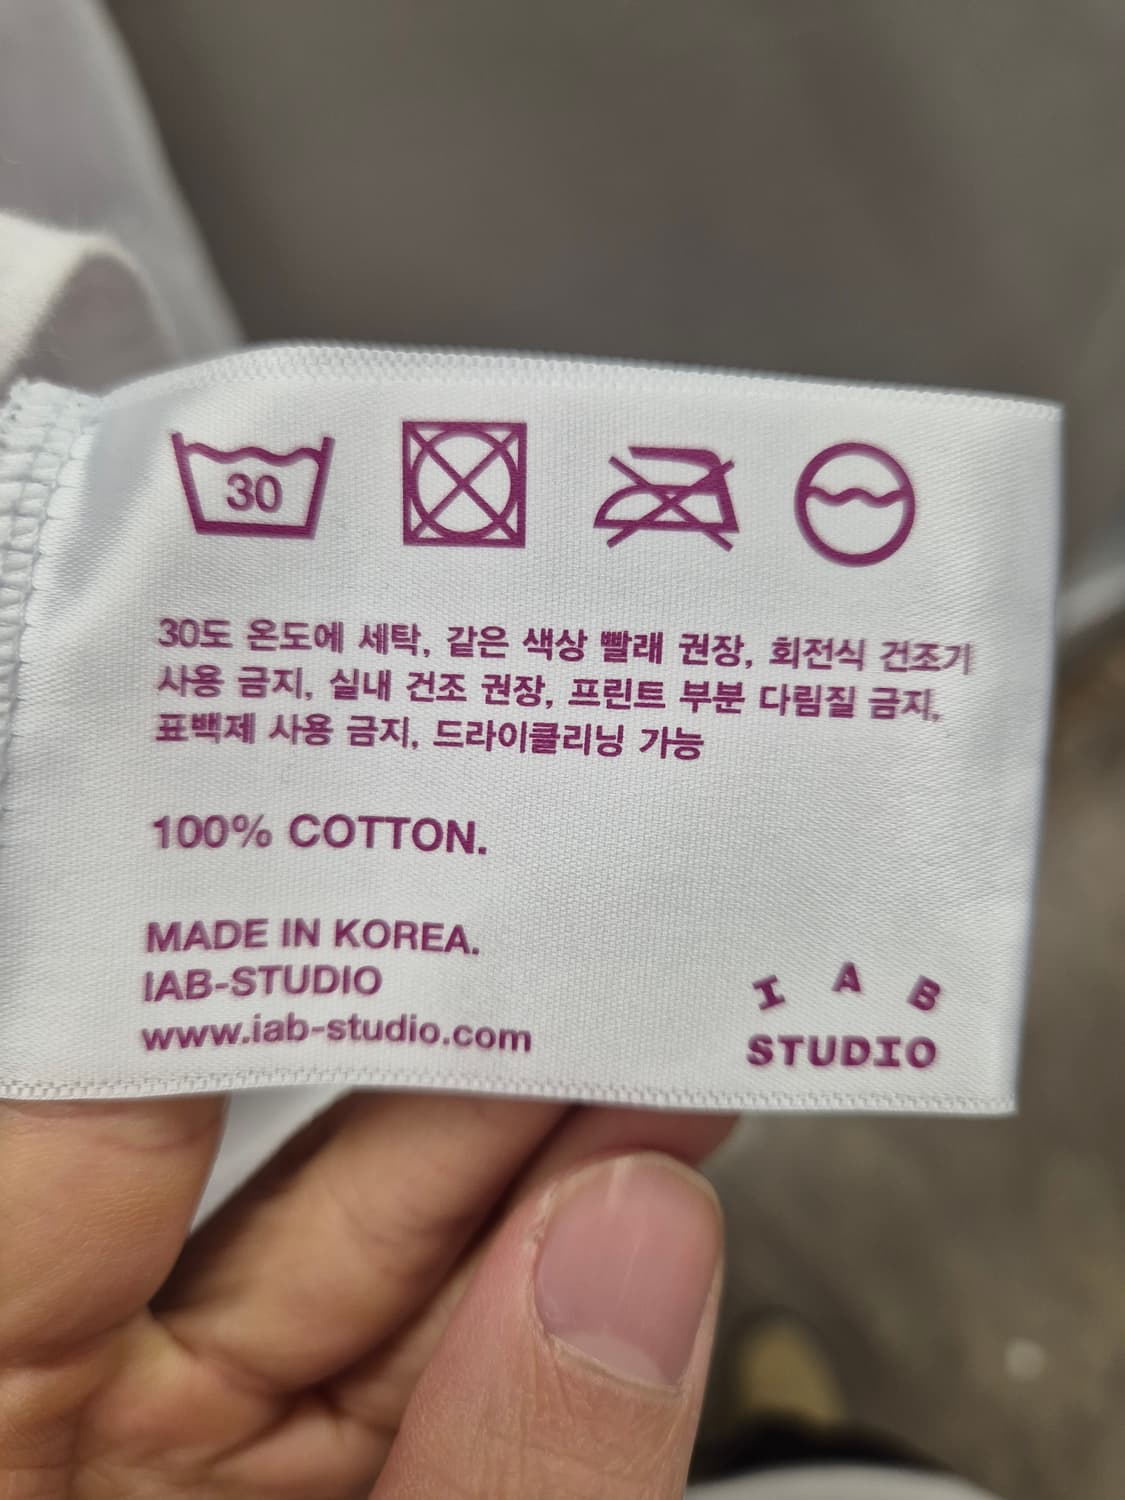 30
30도 온도에 세탁, 같은 색상 빨래 권장, 회전식 건조기
사용 금지, 실내 건조 권장, 프린트 부분 다림질 금지,
표백제 사용 금지, 드라이클리닝 가능
100% COTTON.
MADE IN KOREA.
IAB-STUDIO
www.iab-studio.com
I A B
STUDIO